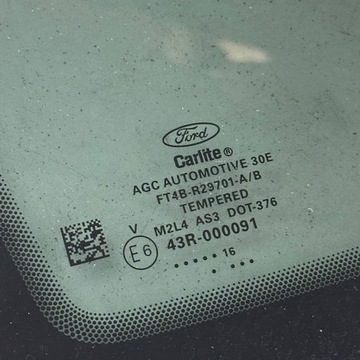 Ford
Carlite®
AGC AUTOMOTIVE 30E
FT4B-R29701-A/B
TEMPERED
M2L4 AS3 DOT-376
V
E6
43R-000091
..... 16
. ...